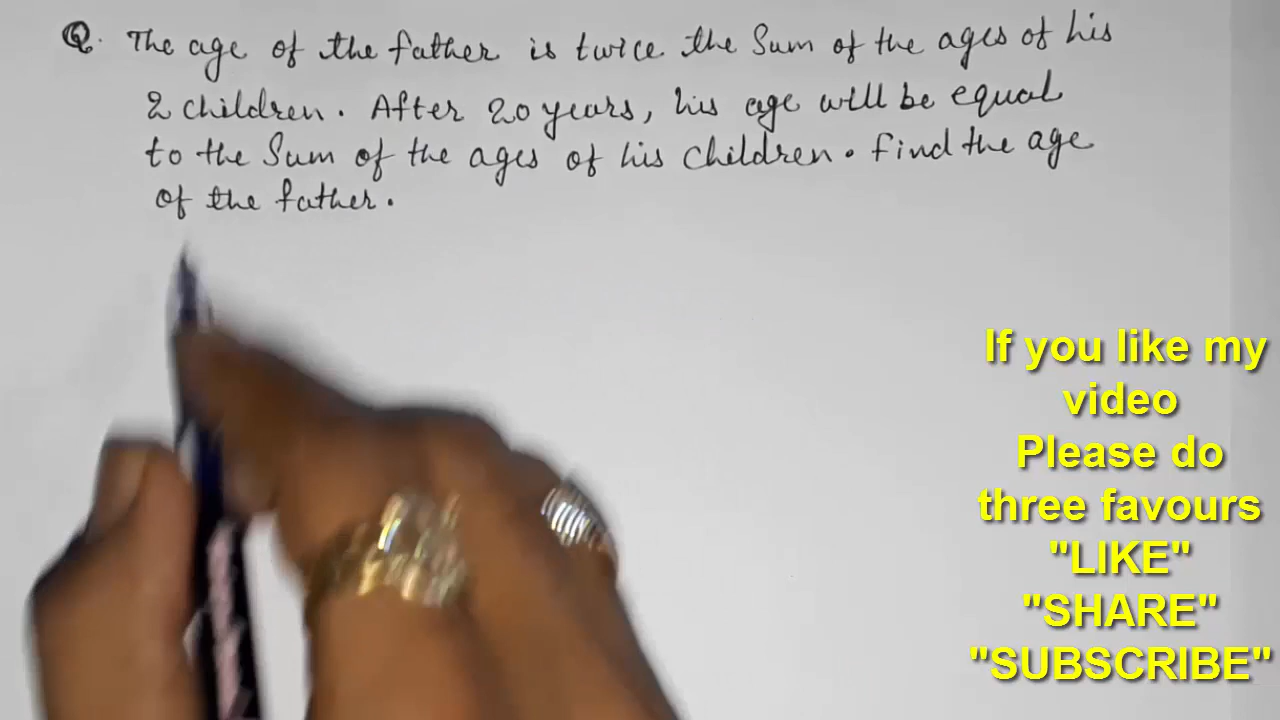 Q. The age of the father is twice the Sum of the ages of his
2 children. After 20 years, his age will be equal
to the Sum of the ages of his children. Find the age
of the father.
If you like my
video
Please do
three favours
"LIKE"
"SHARE"
"SUBSCRIBE"